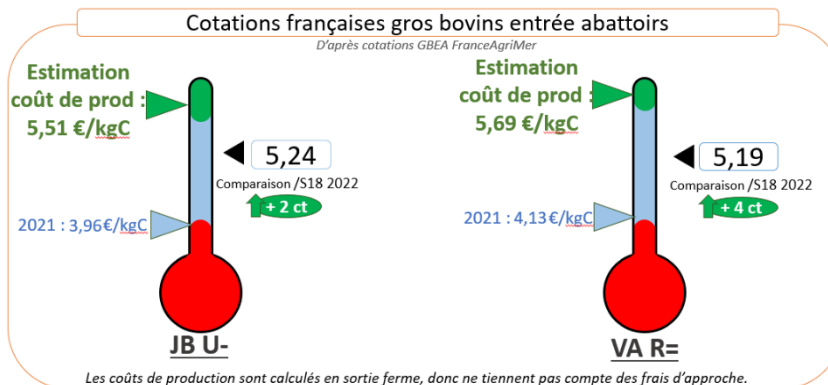 Cotations françaises gros bovins entrée abattoirs
D'après cotations GBEA FranceAgriMer
Estimation
coût de prod :
5,51 €/kgC
5,24
Comparaison /S18 2022
+ 2 ct
2021 : 3,96€/kgC
JB U-
Estimation
coût de prod :
5,69 €/kgC
5,19
Comparaison /S18 2022
+ 4 ct
2021 : 4,13€/kgC
VA R=
Les coûts de production sont calculés en sortie ferme, donc ne tiennent pas compte des frais d'approche.